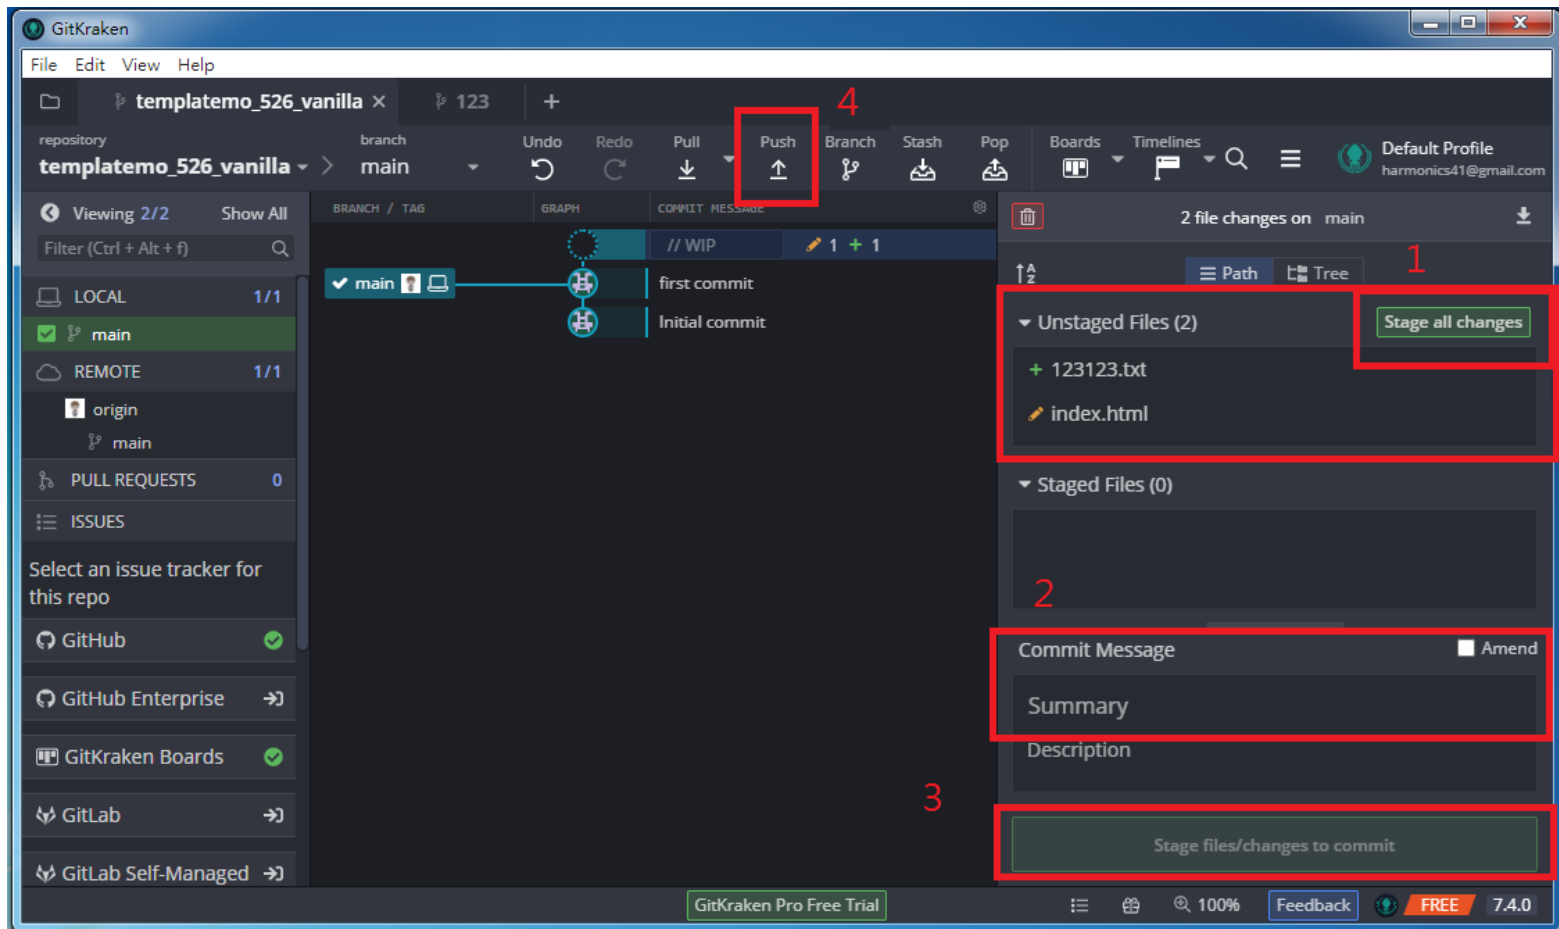 GitKraken
File Edit View Help
templatemo_526_vanilla 123
4
repository branch Undo Redo Pull Push Branch Stash Pop Boards Timelines Default Profile
templatemo_526_vanilla main harmonics41@gmail.com
Viewing 2/2 Show All
Filter (Ctrl + Alt + f)
LOCAL 1/1
main
REMOTE 1/1
origin
main
PULL REQUESTS 0
ISSUES
Select an issue tracker for
this repo
GitHub
GitHub Enterprise
GitKraken Boards
GitLab
GitLab Self-Managed
BRANCH / TAG GRAPH COMMIT MESSAGE
// WIP 1 + 1
main first commit
Initial commit
2 file changes on main
1
Path Tree
Unstaged Files (2) Stage all changes
+ 123123.txt
index.html
Staged Files (0)
2
Commit Message Amend
Summary
Description
3
Stage files/changes to commit
GitKraken Pro Free Trial 100% Feedback FREE 7.4.0